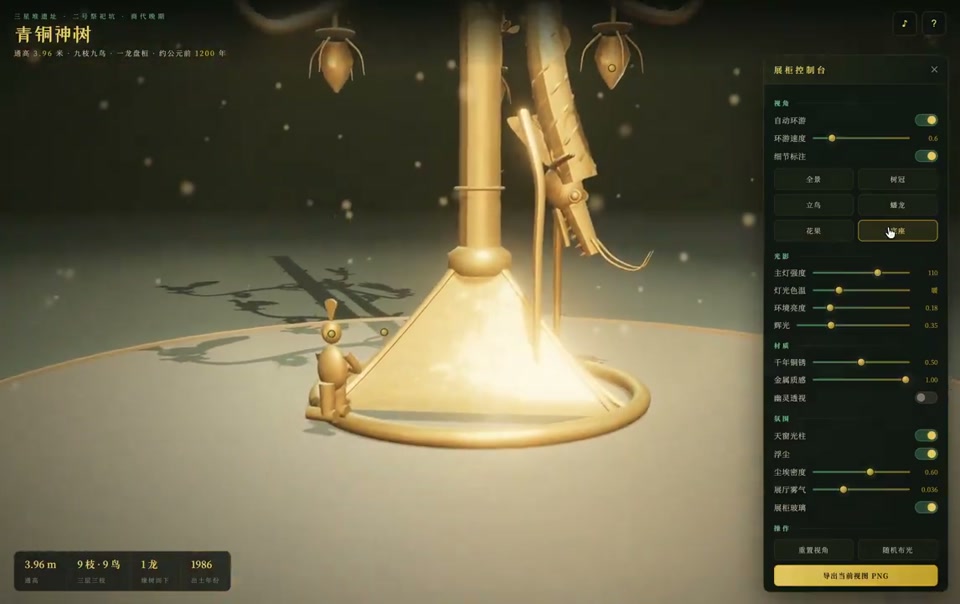 三星堆遗址 · 二号祭祀坑 · 商代晚期
青铜神树
通高 3.96 米 · 九枝九鸟 · 一龙盘柱 · 约公元前 1200 年
♪
?
展柜控制台
×
视角
自动环游
环游速度 0.6
细节标注
全景 树冠
立鸟 蟠龙
花果 底座
光影
主灯强度 110
灯光色温 暖
环境亮度 0.18
辉光 0.35
材质
千年铜锈 0.50
金属质感 1.00
幽灵透视
氛围
天窗光柱
浮尘
尘埃密度 0.60
展厅雾气 0.036
展柜玻璃
操作
重置视角 随机布光
导出当前视图 PNG
3.96 m 9 枝 · 9 鸟 1 龙 1986
通高 三层三枝 缘树而下 出土年份